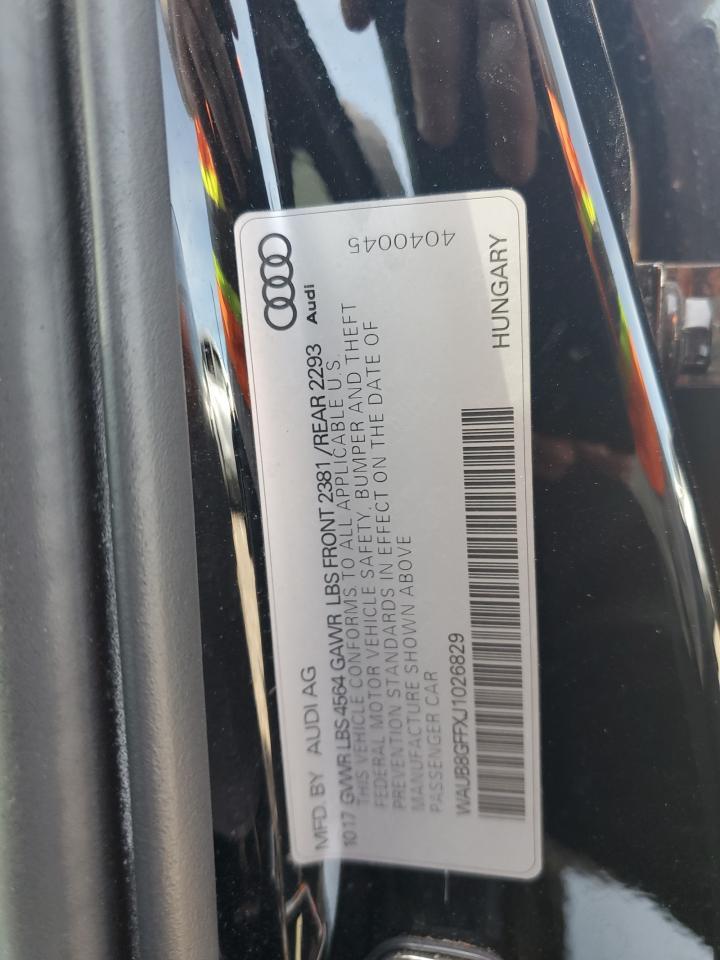 MFD. BY AUDI AG
Audi
10 17 GVWR LBS 4564 GAWR LBS FRONT 2381/REAR 2293
THIS VEHICLE CONFORMS TO ALL APPLICABLE U.S.
FEDERAL MOTOR VEHICLE SAFETY, BUMPER AND THEFT
PREVENTION STANDARDS IN EFFECT ON THE DATE OF
MANUFACTURE SHOWN ABOVE
PASSENGER CAR
WAUB8GFFXJ1026829
HUNGARY
4040045